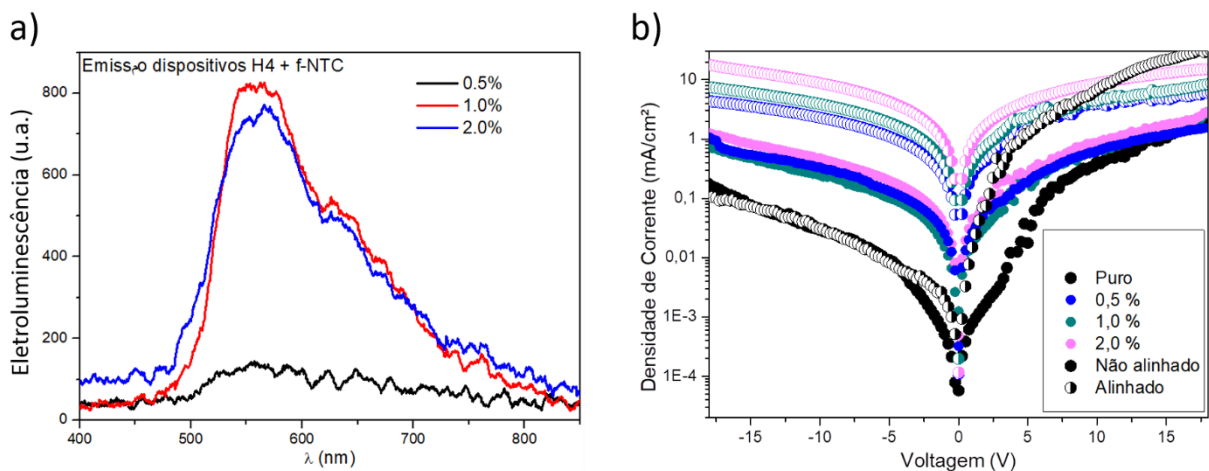 a)
Emiss o dispositivos H4 + f-NTC
0.5%
1.0%
2.0%
800
600
400
200
0
Eletroluminescência (u.a.)
400 500 600 700 800
λ (nm)
b)
10
1
0,1
0,01
1E-3
1E-4
Densidade de Corrente (mA/cm²)
Puro
0,5 %
1,0 %
2,0 %
Não alinhado
Alinhado
-15 -10 -5 0 5 10 15
Voltagem (V)